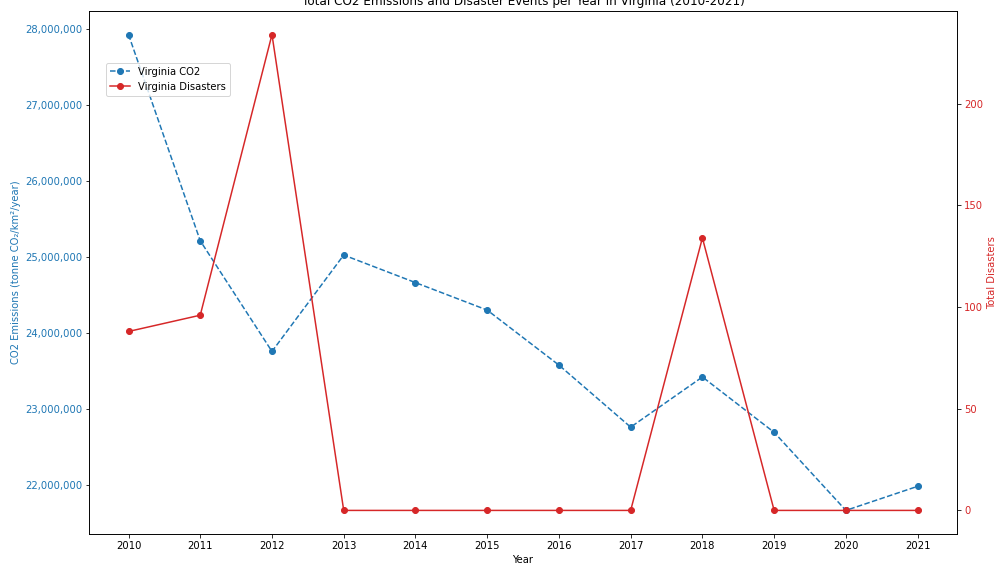 Total CO2 Emissions and Disaster Events per Year in Virginia (2010-2021)
28,000,000
27,000,000
26,000,000
25,000,000
24,000,000
23,000,000
22,000,000
CO2 Emissions (tonne CO₂/km²/year)
Virginia CO2
Virginia Disasters
200
150
100
50
0
Total Disasters
2010 2011 2012 2013 2014 2015 2016 2017 2018 2019 2020 2021
Year